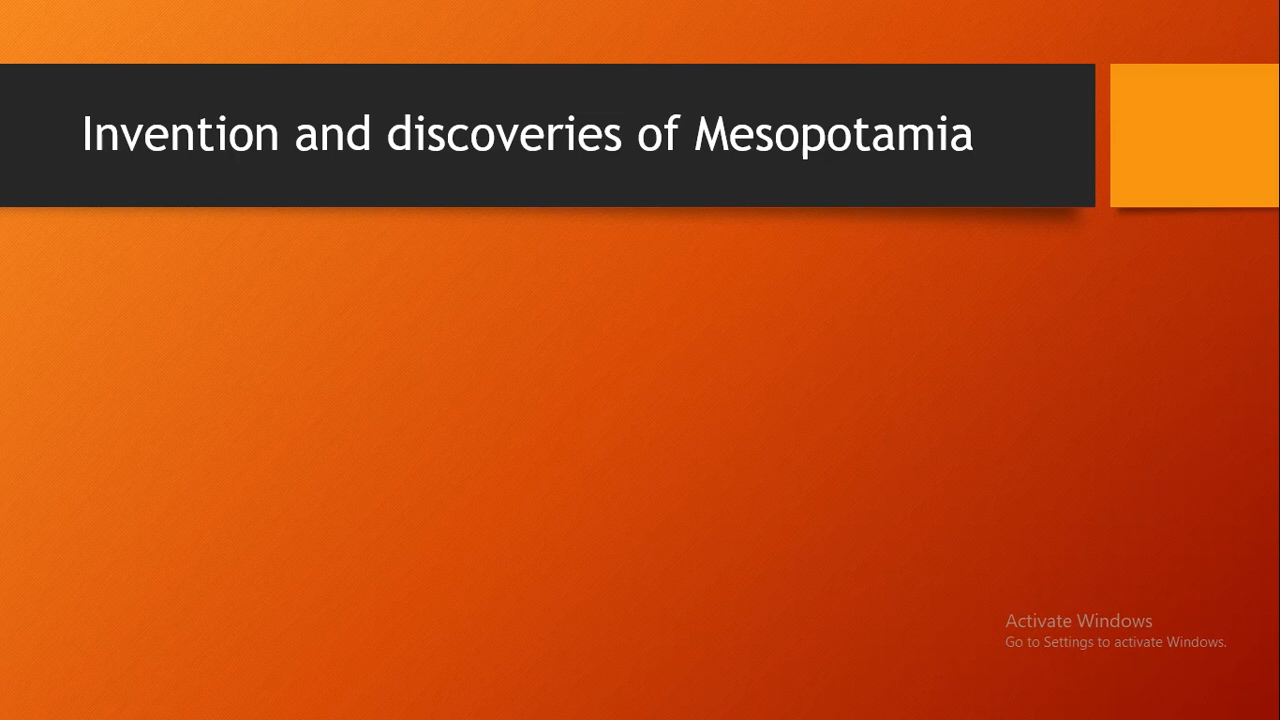 Invention and discoveries of Mesopotamia
Activate Windows
Go to Settings to activate Windows.